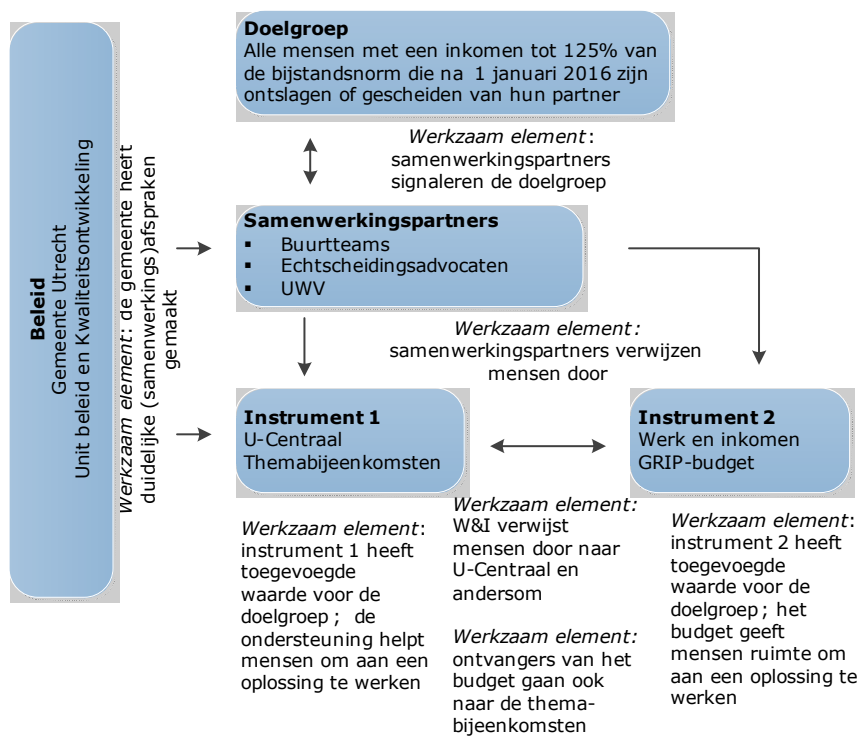 Beleid
Gemeente Utrecht
Unit beleid en Kwaliteitsontwikkeling
Werkzaam element: de gemeente heeft
duidelijke (samenwerkings)afspraken
gemaakt
Doelgroep
Alle mensen met een inkomen tot 125% van
de bijstandsnorm die na 1 januari 2016 zijn
ontslagen of gescheiden van hun partner
Werkzaam element:
samenwerkingspartners
signaleren de doelgroep
Samenwerkingspartners
▪ Buurtteams
▪ Echtscheidingsadvocaten
▪ UWV
Werkzaam element:
samenwerkingspartners verwijzen
mensen door
Instrument 1
U-Centraal
Themabijeenkomsten
Instrument 2
Werk en inkomen
GRIP-budget
Werkzaam element:
instrument 1 heeft
toegevoegde
waarde voor de
doelgroep; de
ondersteuning helpt
mensen om aan een
oplossing te werken
Werkzaam element:
W&I verwijst
mensen door naar
U-Centraal en
andersom
Werkzaam element:
ontvangers van het
budget gaan ook
naar de thema-
bijeenkomsten
Werkzaam element:
instrument 2 heeft
toegevoegde
waarde voor de
doelgroep; het
budget geeft
mensen ruimte om
aan een oplossing te
werken